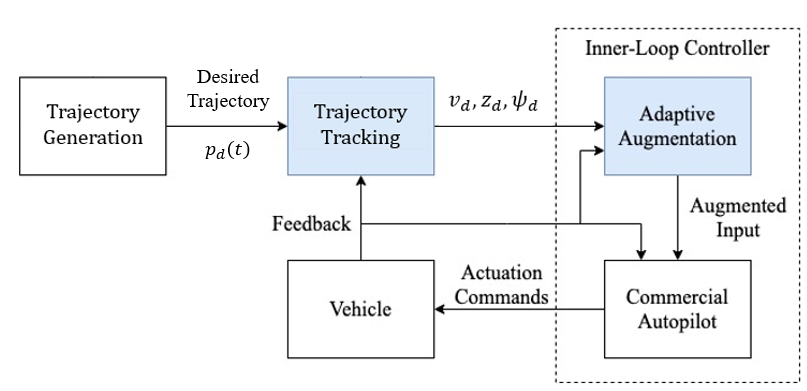 Inner-Loop Controller
Trajectory
Generation
Desired
Trajectory
p_d(t)
Trajectory
Tracking
v_d, z_d, ψ_d
Adaptive
Augmentation
Feedback
Augmented
Input
Vehicle
Actuation
Commands
Commercial
Autopilot